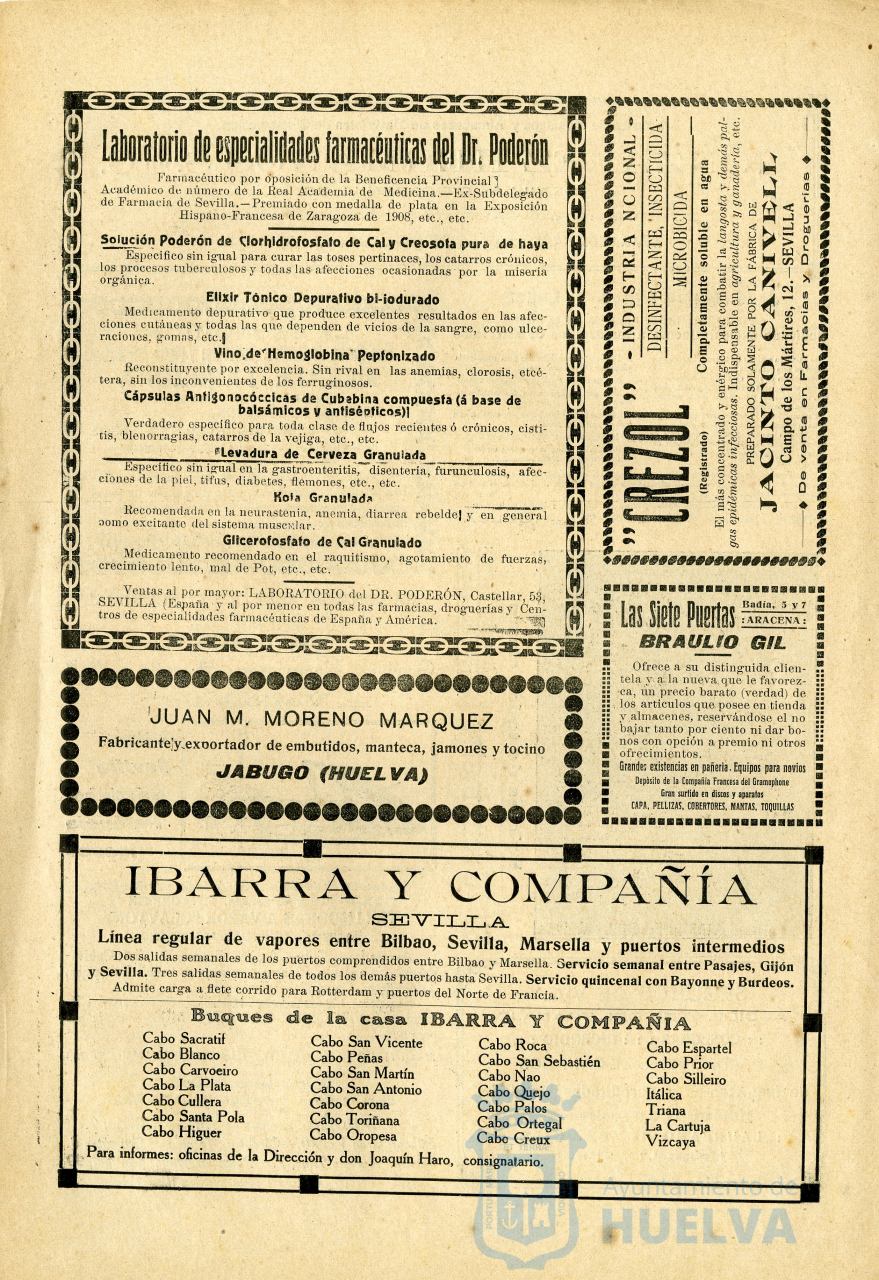 Laboratorio de especialidades farmacéuticas del Dr. Poderón
Farmacéutico por oposición de la Beneficencia Provincial
Académico de número de la Real Academia de Medicina.—Ex-Subdelegado
de Farmacia de Sevilla.—Premiado con medalla de plata en la Exposición
Hispano-Francesa de Zaragoza de 1908, etc., etc.
Solución Poderón de Clorhidrofosfato de Cal y Creosota pura de haya
Específico sin igual para curar las toses pertinaces, los catarros crónicos,
los procesos tuberculosos y todas las afecciones ocasionadas por la miseria
orgánica.
Elixir Tónico Depurativo bi-iodurado
Medicamento depurativo que produce excelentes resultados en las afec-
ciones cutáneas y todas las que dependen de vicios de la sangre, como ulce-
raciones, gomas, etc.
Vino de Hemoglobina Peptonizado
Reconstituyente por excelencia. Sin rival en las anemias, clorosis, etcé-
tera, sin los inconvenientes de los ferruginosos.
Cápsulas Antigonocóccicas de Cubabina compuesta (á base de
balsámicos y antisépticos)
Verdadero específico para toda clase de flujos recientes ó crónicos, cisti-
tis, blenorragias, catarros de la vejiga, etc., etc.
Levadura de Cerveza Granulada
Específico sin igual en la gastroenteritis, disentería, furunculosis, afec-
ciones de la piel, tifus, diabetes, flemones, etc., etc.
Kola Granulada
Recomendada en la neurastenia, anemia, diarrea rebelde y en general
como excitante del sistema muscular.
Glicerofosfato de Cal Granulado
Medicamento recomendado en el raquitismo, agotamiento de fuerzas,
crecimiento lento, mal de Pot, etc., etc.
Ventas al por mayor: LABORATORIO del DR. PODERÓN, Castellar, 53,
SEVILLA (España y al por menor en todas las farmacias, droguerías y Cen-
tros de especialidades farmacéuticas de España y América.
„ CREZOL „ - INDUSTRIA NCIONAL -
(Registrado)
DESINFECTANTE, INSECTICIDA
MICROBICIDA
Completamente soluble en agua
El más concentrado y enérgico para combatir la langosta y demás pla-
gas epidémicas infecciosas. Indispensable en agricultura y ganadería, etc.
PREPARADO SOLAMENTE POR LA FÁBRICA DE
JACINTO CANIVELL
Campo de los Mártires, 12.—SEVILLA
De venta en Farmacias y Droguerías
Las Siete Puertas
Badía, 5 y 7
: ARACENA :
BRAULIO GIL
Ofrece a su distinguida clien-
tela y a la nueva que le favorez-
ca, un precio barato (verdad) de
los artículos que posee en tienda
y almacenes, reservándose el no
bajar tanto por ciento ni dar bo-
nos con opción a premio ni otros
ofrecimientos.
Grandes existencias en pañería. Equipos para novios
Depósito de la Compañía Francesa del Gramophone
Gran surtido en discos y aparatos
CAPA, PELLIZAS, COBERTORES, MANTAS, TOQUILLAS
JUAN M. MORENO MARQUEZ
Fabricante y exportador de embutidos, manteca, jamones y tocino
JABUGO (HUELVA)
IBARRA Y COMPAÑÍA
SEVILLA
Línea regular de vapores entre Bilbao, Sevilla, Marsella y puertos intermedios
Dos salidas semanales de los puertos comprendidos entre Bilbao y Marsella. Servicio semanal entre Pasajes, Gijón
y Sevilla. Tres salidas semanales de todos los demás puertos hasta Sevilla. Servicio quincenal con Bayonne y Burdeos.
Admite carga a flete corrido para Rotterdam y puertos del Norte de Francia.
Buques de la casa IBARRA Y COMPAÑIA
Cabo Sacratif
Cabo Blanco
Cabo Carvoeiro
Cabo La Plata
Cabo Cullera
Cabo Santa Pola
Cabo Higuer
Cabo San Vicente
Cabo Peñas
Cabo San Martín
Cabo San Antonio
Cabo Corona
Cabo Toriñana
Cabo Oropesa
Cabo Roca
Cabo San Sebastién
Cabo Nao
Cabo Quejo
Cabo Palos
Cabo Ortegal
Cabo Creux
Cabo Espartel
Cabo Prior
Cabo Silleiro
Itálica
Triana
La Cartuja
Vizcaya
Para informes: oficinas de la Dirección y don Joaquín Haro, consignatario.
Ayuntamiento de
HUELVA